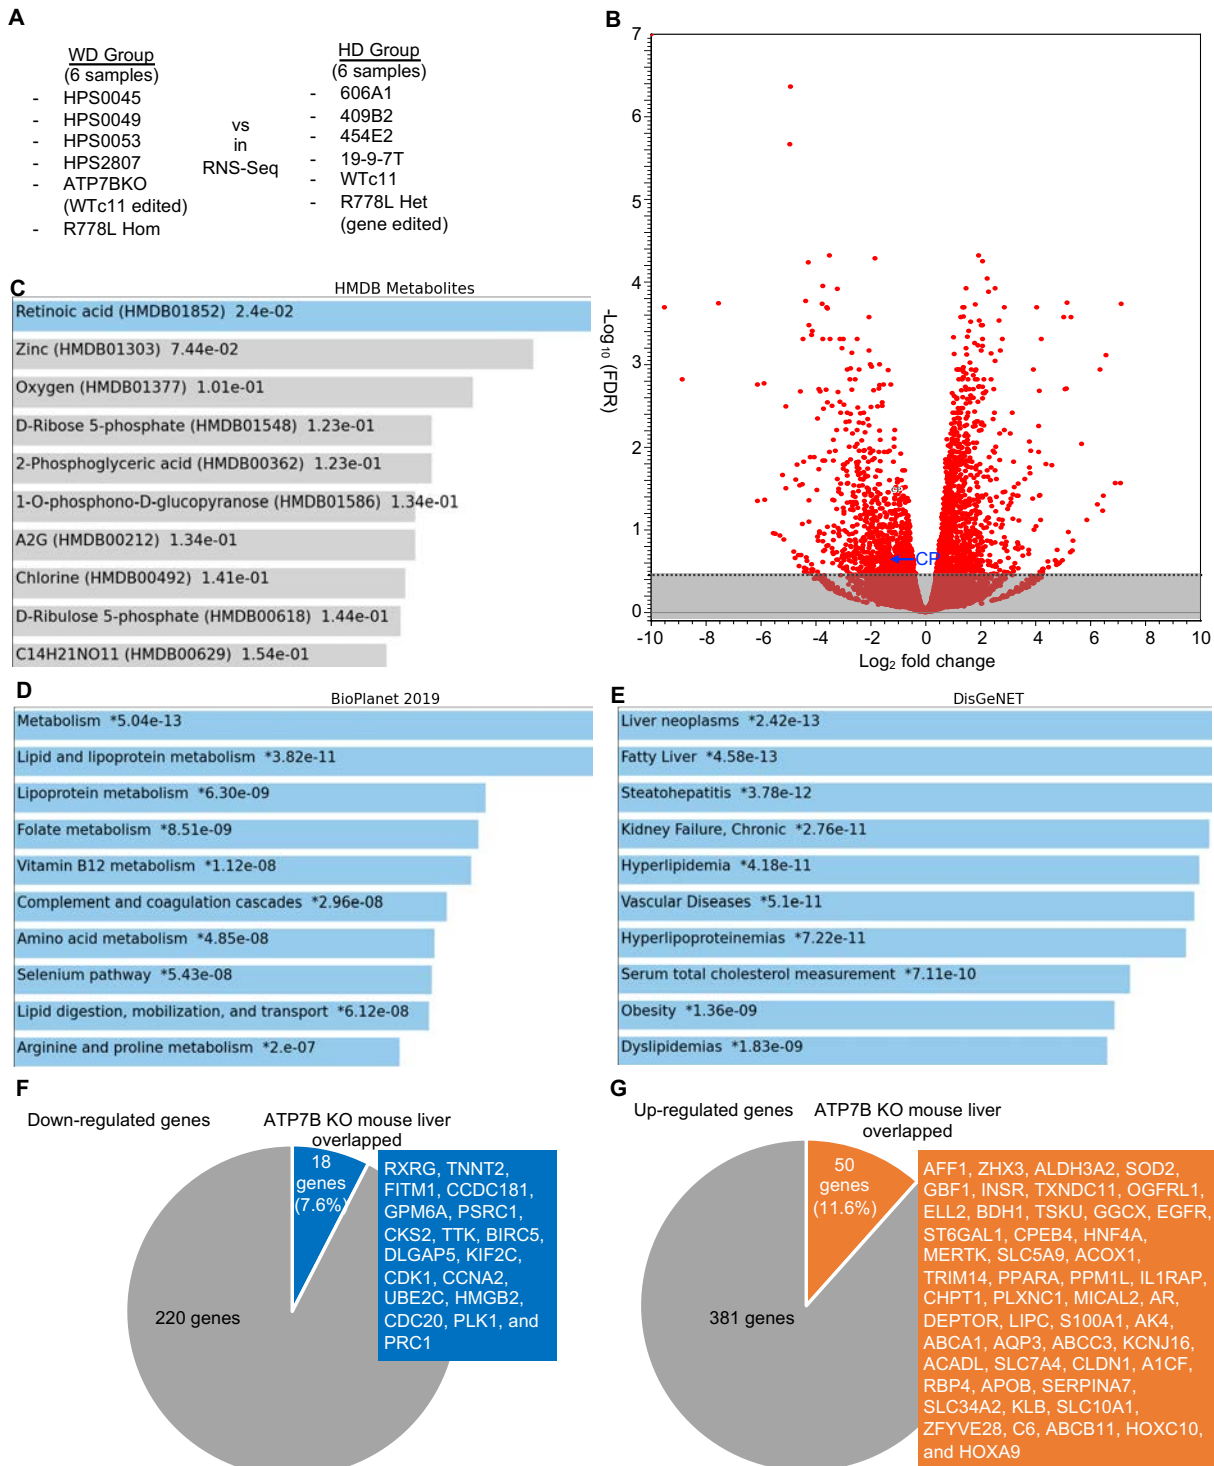 A
WD Group
(6 samples)
- HPS0045
- HPS0049
- HPS0053
- HPS2807
- ATP7BKO
(WTc11 edited)
- R778L Hom
vs
in
RNS-Seq
HD Group
(6 samples)
- 606A1
- 409B2
- 454E2
- 19-9-7T
- WTc11
- R778L Het
(gene edited)
B
7
6
5
4
3
2
1
0
-Log10 (FDR)
CP
-10 -8 -6 -4 -2 0 2 4 6 8 10
Log2 fold change
C
HMDB Metabolites
Retinoic acid (HMDB01852) 2.4e-02
Zinc (HMDB01303) 7.44e-02
Oxygen (HMDB01377) 1.01e-01
D-Ribose 5-phosphate (HMDB01548) 1.23e-01
2-Phosphoglyceric acid (HMDB00362) 1.23e-01
1-O-phosphono-D-glucopyranose (HMDB01586) 1.34e-01
A2G (HMDB00212) 1.34e-01
Chlorine (HMDB00492) 1.41e-01
D-Ribulose 5-phosphate (HMDB00618) 1.44e-01
C14H21NO11 (HMDB00629) 1.54e-01
D
BioPlanet 2019
Metabolism *5.04e-13
Lipid and lipoprotein metabolism *3.82e-11
Lipoprotein metabolism *6.30e-09
Folate metabolism *8.51e-09
Vitamin B12 metabolism *1.12e-08
Complement and coagulation cascades *2.96e-08
Amino acid metabolism *4.85e-08
Selenium pathway *5.43e-08
Lipid digestion, mobilization, and transport *6.12e-08
Arginine and proline metabolism *2.e-07
E
DisGeNET
Liver neoplasms *2.42e-13
Fatty Liver *4.58e-13
Steatohepatitis *3.78e-12
Kidney Failure, Chronic *2.76e-11
Hyperlipidemia *4.18e-11
Vascular Diseases *5.1e-11
Hyperlipoproteinemias *7.22e-11
Serum total cholesterol measurement *7.11e-10
Obesity *1.36e-09
Dyslipidemias *1.83e-09
F
Down-regulated genes
ATP7B KO mouse liver
overlapped
18
genes
(7.6%)
220 genes
RXRG, TNNT2,
FITM1, CCDC181,
GPM6A, PSRC1,
CKS2, TTK, BIRC5,
DLGAP5, KIF2C,
CDK1, CCNA2,
UBE2C, HMGB2,
CDC20, PLK1, and
PRC1
G
Up-regulated genes
ATP7B KO mouse liver
overlapped
50
genes
(11.6%)
381 genes
AFF1, ZHX3, ALDH3A2, SOD2,
GBF1, INSR, TXNDC11, OGFRL1,
ELL2, BDH1, TSKU, GGCX, EGFR,
ST6GAL1, CPEB4, HNF4A,
MERTK, SLC5A9, ACOX1,
TRIM14, PPARA, PPM1L, IL1RAP,
CHPT1, PLXNC1, MICAL2, AR,
DEPTOR, LIPC, S100A1, AK4,
ABCA1, AQP3, ABCC3, KCNJ16,
ACADL, SLC7A4, CLDN1, A1CF,
RBP4, APOB, SERPINA7,
SLC34A2, KLB, SLC10A1,
ZFYVE28, C6, ABCB11, HOXC10,
and HOXA9